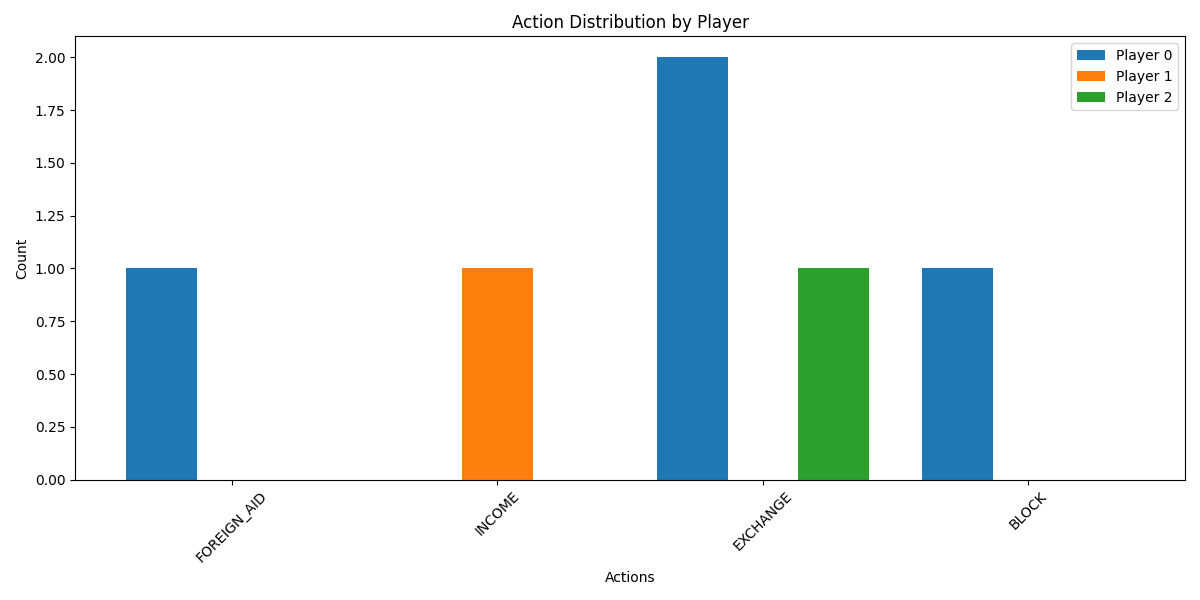 Action Distribution by Player
Player 0
Player 1
Player 2
Count
2.00
1.75
1.50
1.25
1.00
0.75
0.50
0.25
0.00
FOREIGN_AID
INCOME
EXCHANGE
BLOCK
Actions